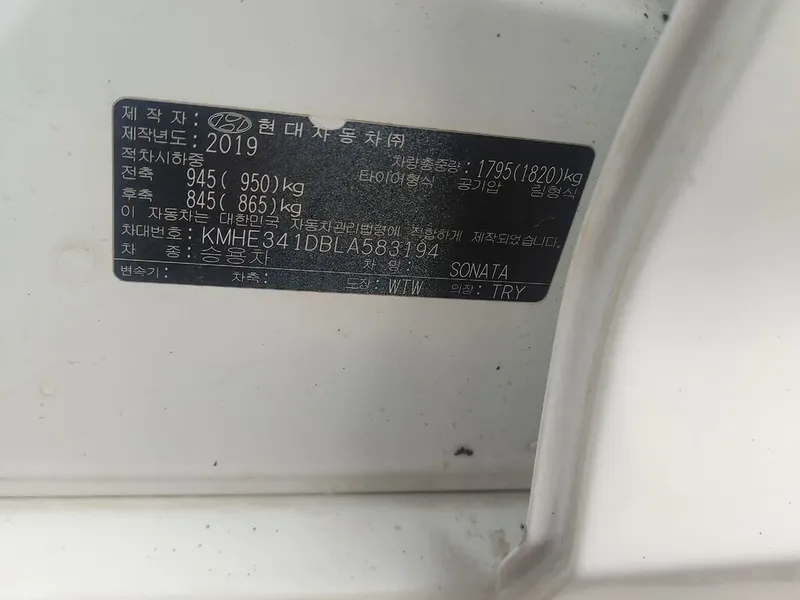 제 작 자 : 현대자동차㈜
제작년도 : 2019
적차시하중 차량총중량 : 1795(1820)kg
전축 : 945( 950)kg 타이어형식 공기압 림형식
후축 : 845( 865)kg
이 자동차는 대한민국 자동차관리법령에 적합하게 제작되었습니다.
차대번호 : KMHE341DBLA583194
차 종 : 승용차 차 명 : SONATA
변속기 : 차축 : 도장 : WTW 의장 : TRY